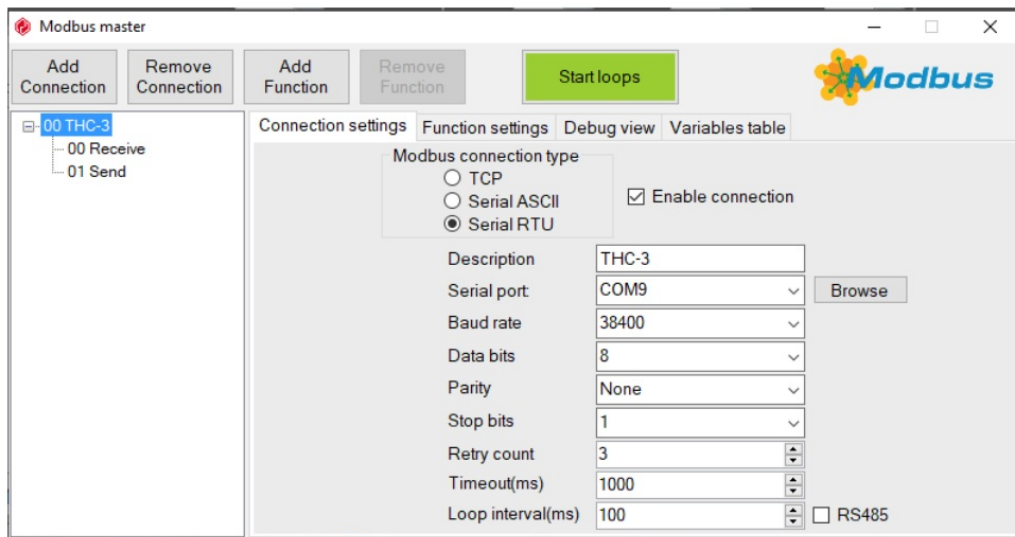 Modbus master
Add Connection
Remove Connection
Add Function
Remove Function
Start loops
Modbus
00 THC-3
00 Receive
01 Send
Connection settings Function settings Debug view Variables table
Modbus connection type
TCP
Serial ASCII
Serial RTU
Enable connection
Description THC-3
Serial port: COM9 Browse
Baud rate 38400
Data bits 8
Parity None
Stop bits 1
Retry count 3
Timeout(ms) 1000
Loop interval(ms) 100 RS485